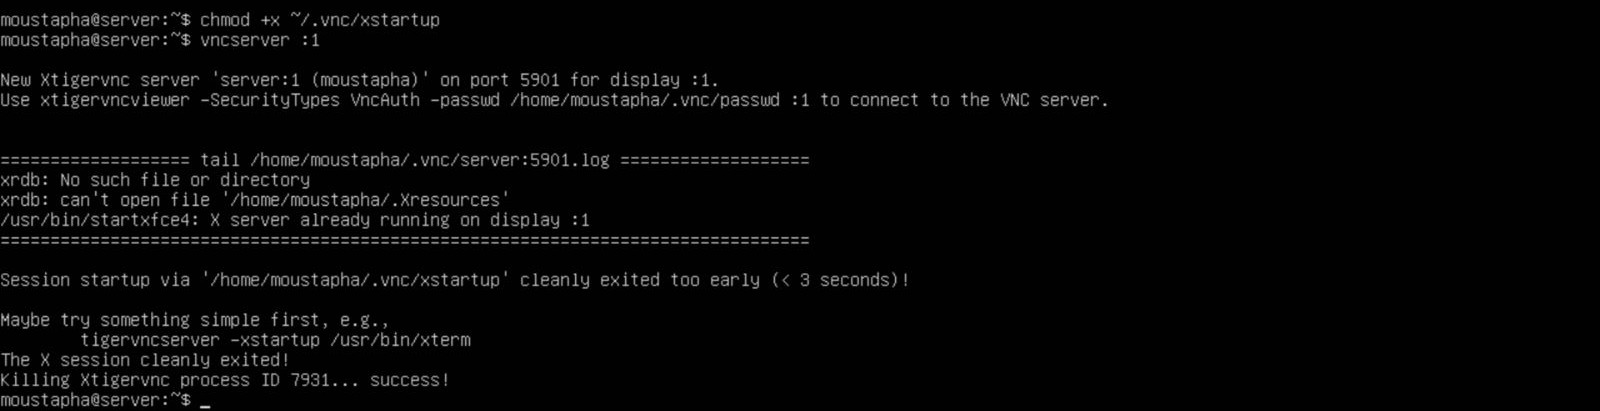 moustapha@server:~$ chmod +x ~/.vnc/xstartup
moustapha@server:~$ vncserver :1
New Xtigervnc server 'server:1 (moustapha)' on port 5901 for display :1.
Use xtigervncviewer -SecurityTypes VncAuth -passwd /home/moustapha/.vnc/passwd :1 to connect to the VNC server.
=================== tail /home/moustapha/.vnc/server:5901.log ===================
xrdb: No such file or directory
xrdb: can't open file '/home/moustapha/.Xresources'
/usr/bin/startxfce4: X server already running on display :1
=================================================================================
Session startup via '/home/moustapha/.vnc/xstartup' cleanly exited too early (< 3 seconds)!
Maybe try something simple first, e.g.,
        tigervncserver -xstartup /usr/bin/xterm
The X session cleanly exited!
Killing Xtigervnc process ID 7931... success!
moustapha@server:~$ _